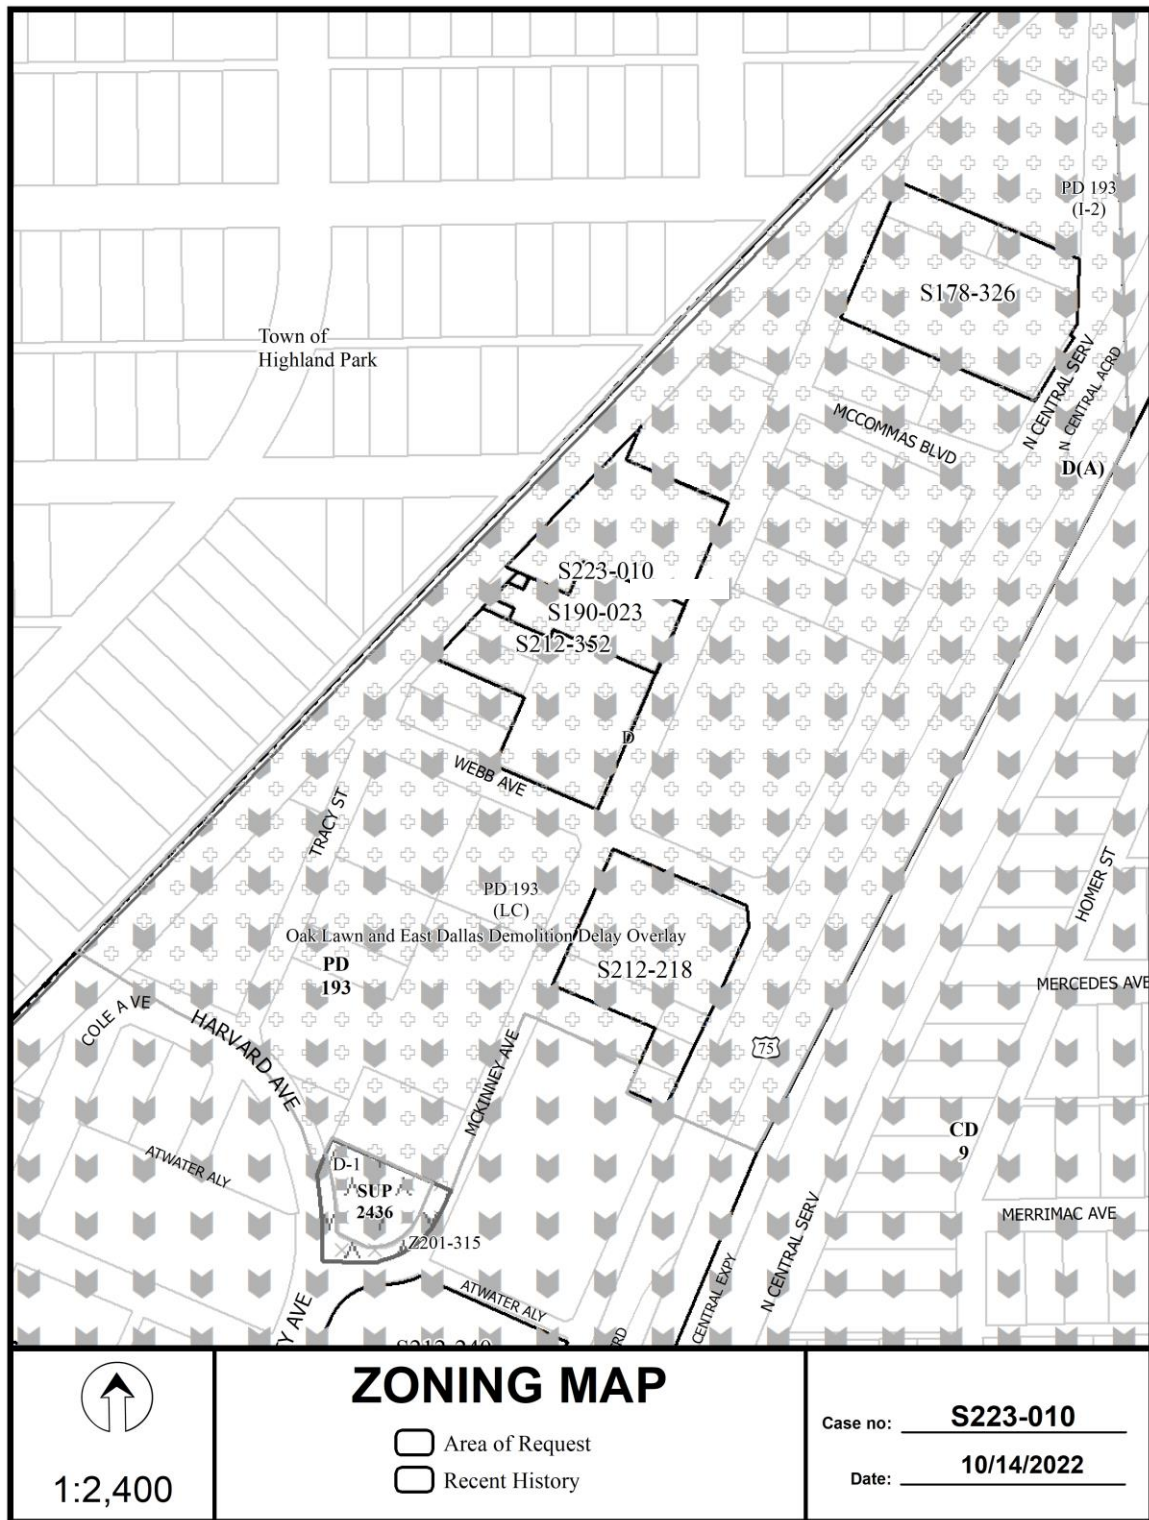 PD 193
(I-2)
S178-326
Town of
Highland Park
N CENTRAL SERV
N CENTRAL ACRD
MCCOMMAS BLVD
D(A)
S223-010
S190-023
S212-352
D
WEBB AVE
TRACY ST
HOMER ST
PD 193
(LC)
Oak Lawn and East Dallas Demolition Delay Overlay
PD
193
S212-218
MERCEDES AVE
COLE A VE
HARVARD AVE
MCKINNEY AVE
75
CD
9
ATWATER ALY
D-1
SUP
2436
MERRIMAC AVE
Z201-315
N CENTRAL SERV
CENTRAL EXPY
ATWATER ALY
Y AVE
RD
ZONING MAP
Area of Request
Recent History
1:2,400
Case no: S223-010
Date: 10/14/2022